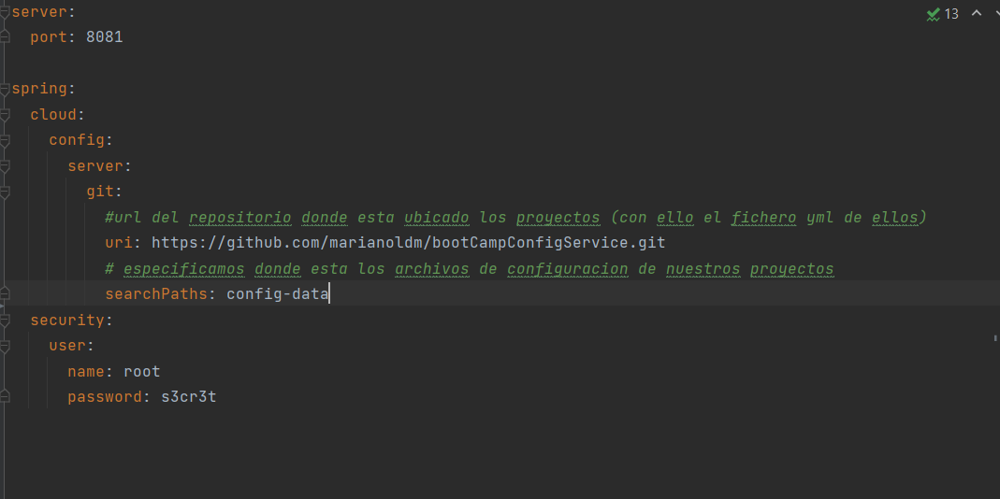 server:
  port: 8081
13
spring:
  cloud:
    config:
      server:
        git:
          #url del repositorio donde esta ubicado los proyectos (con ello el fichero yml de ellos)
          uri: https://github.com/marianoldm/bootCampConfigService.git
          # especificamos donde esta los archivos de configuracion de nuestros proyectos
          searchPaths: config-data
  security:
    user:
      name: root
      password: s3cr3t